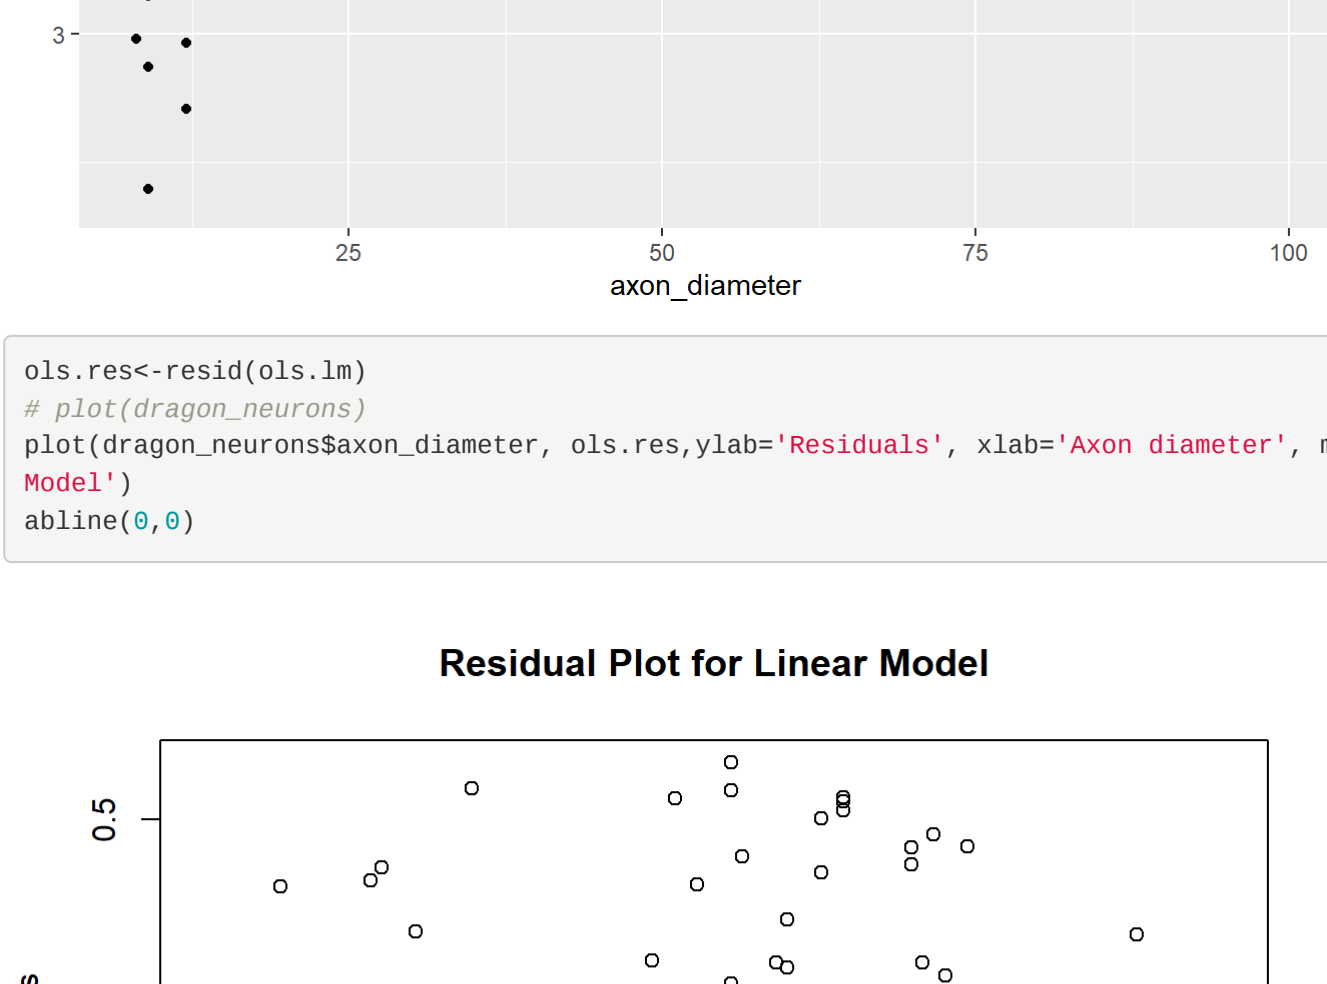 3
25 50 75 100
axon_diameter
ols.res<-resid(ols.lm)
# plot(dragon_neurons)
plot(dragon_neurons$axon_diameter, ols.res,ylab='Residuals', xlab='Axon diameter',
Model')
abline(0,0)
Residual Plot for Linear Model
0.5